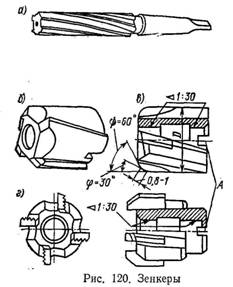 а)
б)
в)
◁1:30
φ=60°
φ=30°
0,8-1
А
г)
◁1:30
Рис. 120. Зенкеры